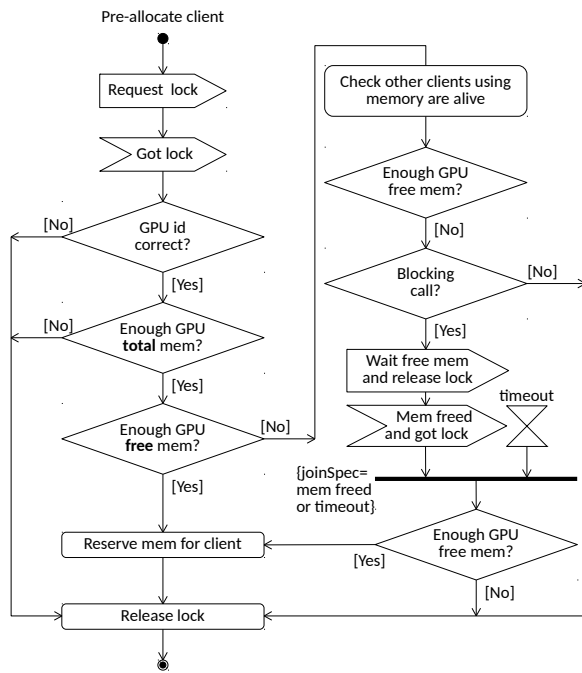 Pre-allocate client
Request lock
Got lock
[No]
GPU id
correct?
[Yes]
[No]
Enough GPU
total mem?
[Yes]
Enough GPU
free mem?
[No]
[Yes]
Reserve mem for client
Release lock
Check other clients using
memory are alive
Enough GPU
free mem?
[No]
Blocking
call?
[No]
[Yes]
Wait free mem
and release lock
Mem freed
and got lock
timeout
{joinSpec=
mem freed
or timeout}
Enough GPU
free mem?
[Yes]
[No]